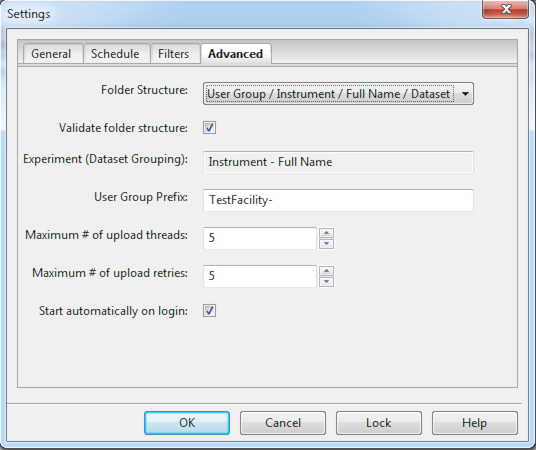 Settings
General Schedule Filters Advanced
Folder Structure: User Group / Instrument / Full Name / Dataset
Validate folder structure:
Experiment (Dataset Grouping): Instrument - Full Name
User Group Prefix: TestFacility-
Maximum # of upload threads: 5
Maximum # of upload retries: 5
Start automatically on login:
OK Cancel Lock Help